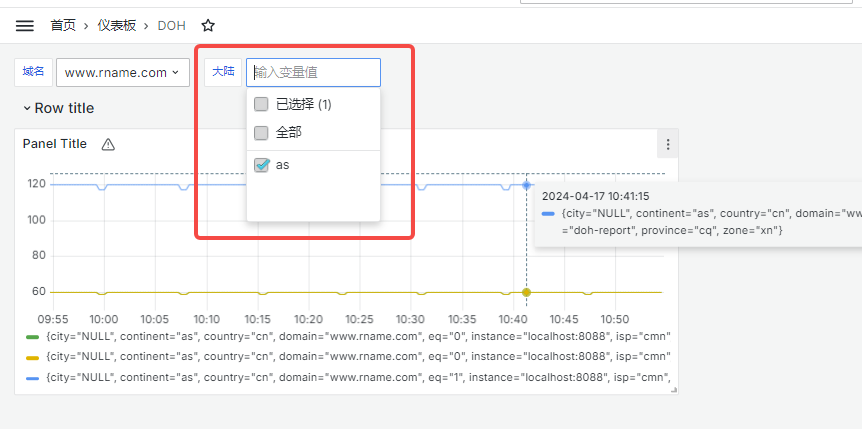 首页 › 仪表板 › DOH
域名 www.rname.com 大陆 输入变量值
已选择 (1)
全部
as
Row title
Panel Title
120
100
80
60
09:55 10:00 10:05 10:10 10:15 10:20 10:25 10:30 10:35 10:40 10:45 10:50
2024-04-17 10:41:15
{city="NULL", continent="as", country="cn", domain="ww
="doh-report", province="cq", zone="xn"}
{city="NULL", continent="as", country="cn", domain="www.rname.com", eq="0", instance="localhost:8088", isp="cmn"
{city="NULL", continent="as", country="cn", domain="www.rname.com", eq="0", instance="localhost:8088", isp="cmn"
{city="NULL", continent="as", country="cn", domain="www.rname.com", eq="1", instance="localhost:8088", isp="cmn",